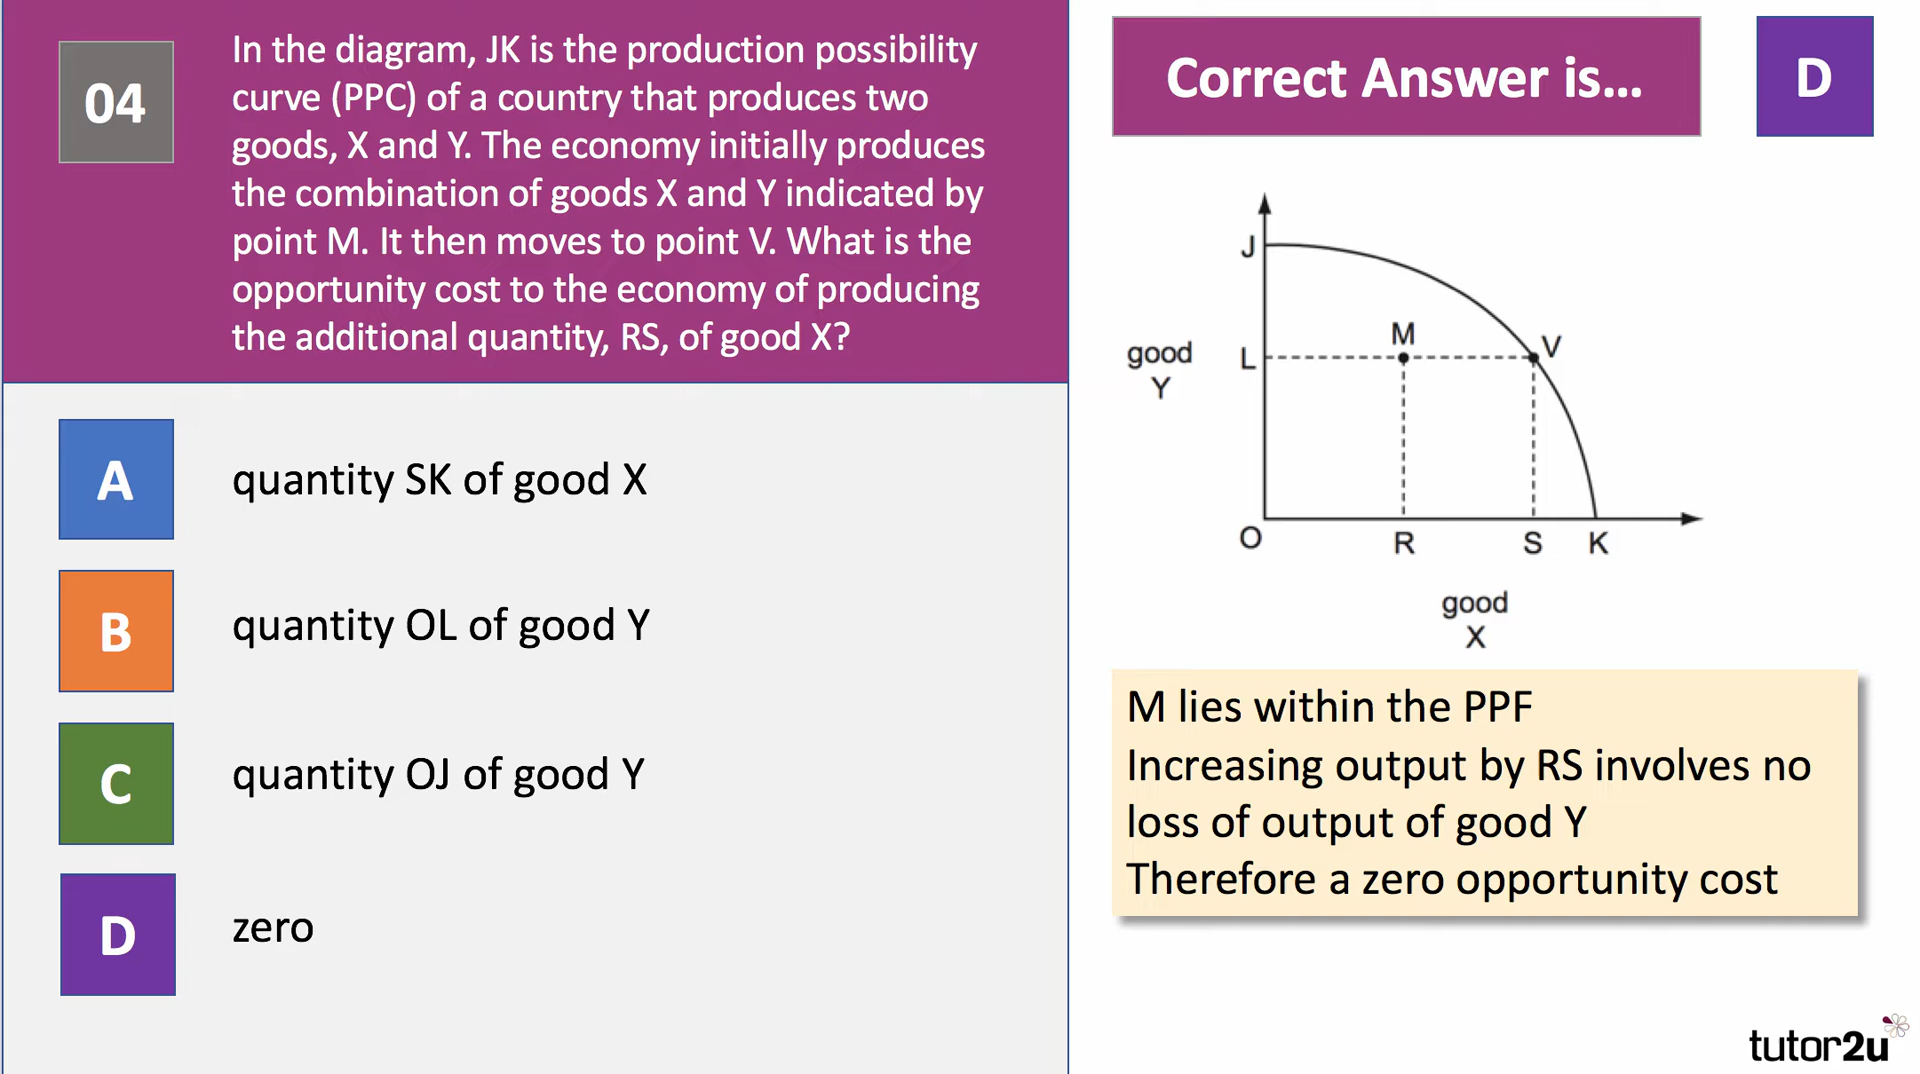 04
In the diagram, JK is the production possibility
curve (PPC) of a country that produces two
goods, X and Y. The economy initially produces
the combination of goods X and Y indicated by
point M. It then moves to point V. What is the
opportunity cost to the economy of producing
the additional quantity, RS, of good X?
A
quantity SK of good X
B
quantity OL of good Y
C
quantity OJ of good Y
D
zero
Correct Answer is...
D
J
M
V
good
Y
L
O
R
S
K
good
X
M lies within the PPF
Increasing output by RS involves no
loss of output of good Y
Therefore a zero opportunity cost
tutor2u